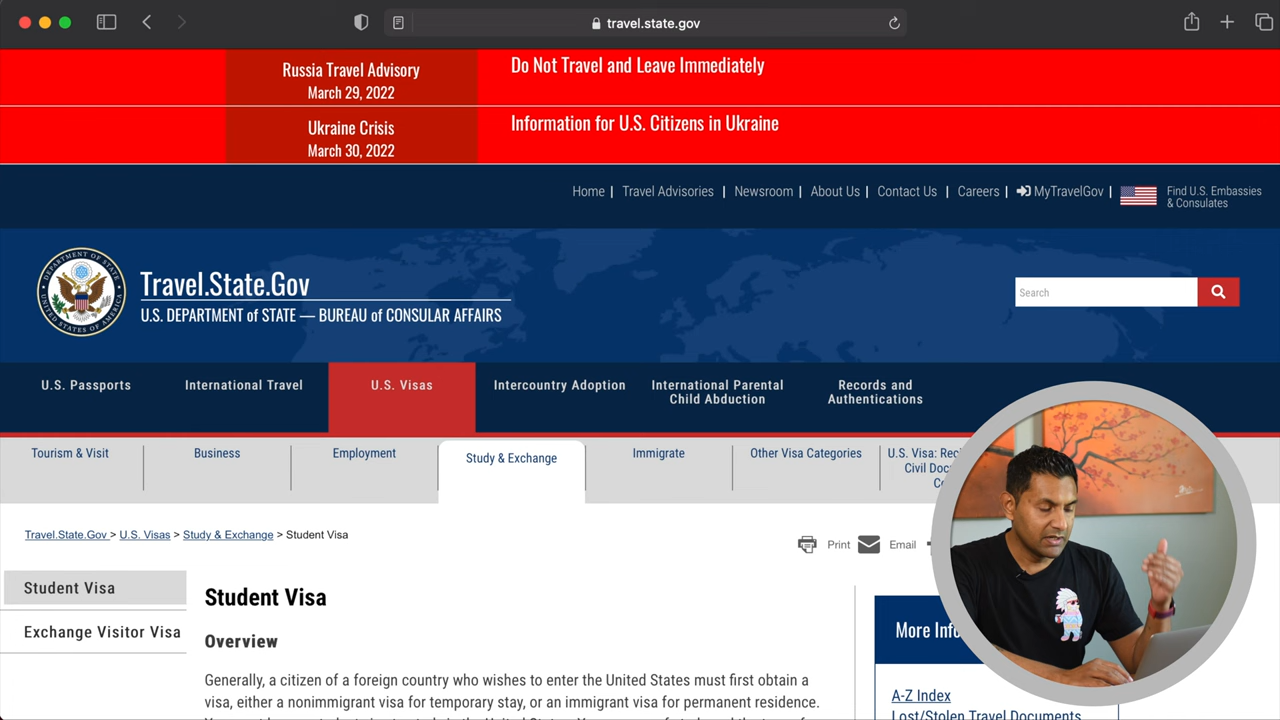 travel.state.gov
Russia Travel Advisory
March 29, 2022
Do Not Travel and Leave Immediately
Ukraine Crisis
March 30, 2022
Information for U.S. Citizens in Ukraine
Home | Travel Advisories | Newsroom | About Us | Contact Us | Careers | MyTravelGov | Find U.S. Embassies
& Consulates
Travel.State.Gov
U.S. DEPARTMENT of STATE — BUREAU of CONSULAR AFFAIRS
Search
U.S. Passports
International Travel
U.S. Visas
Intercountry Adoption
International Parental
Child Abduction
Records and
Authentications
Tourism & Visit
Business
Employment
Study & Exchange
Immigrate
Other Visa Categories
U.S. Visa:
Travel.State.Gov > U.S. Visas > Study & Exchange > Student Visa
Print
Email
Student Visa
Exchange Visitor Visa
Student Visa
Overview
Generally, a citizen of a foreign country who wishes to enter the United States must first obtain a
visa, either a nonimmigrant visa for temporary stay, or an immigrant visa for permanent residence.
More
A-Z Index
Lost/Stolen Travel Documents